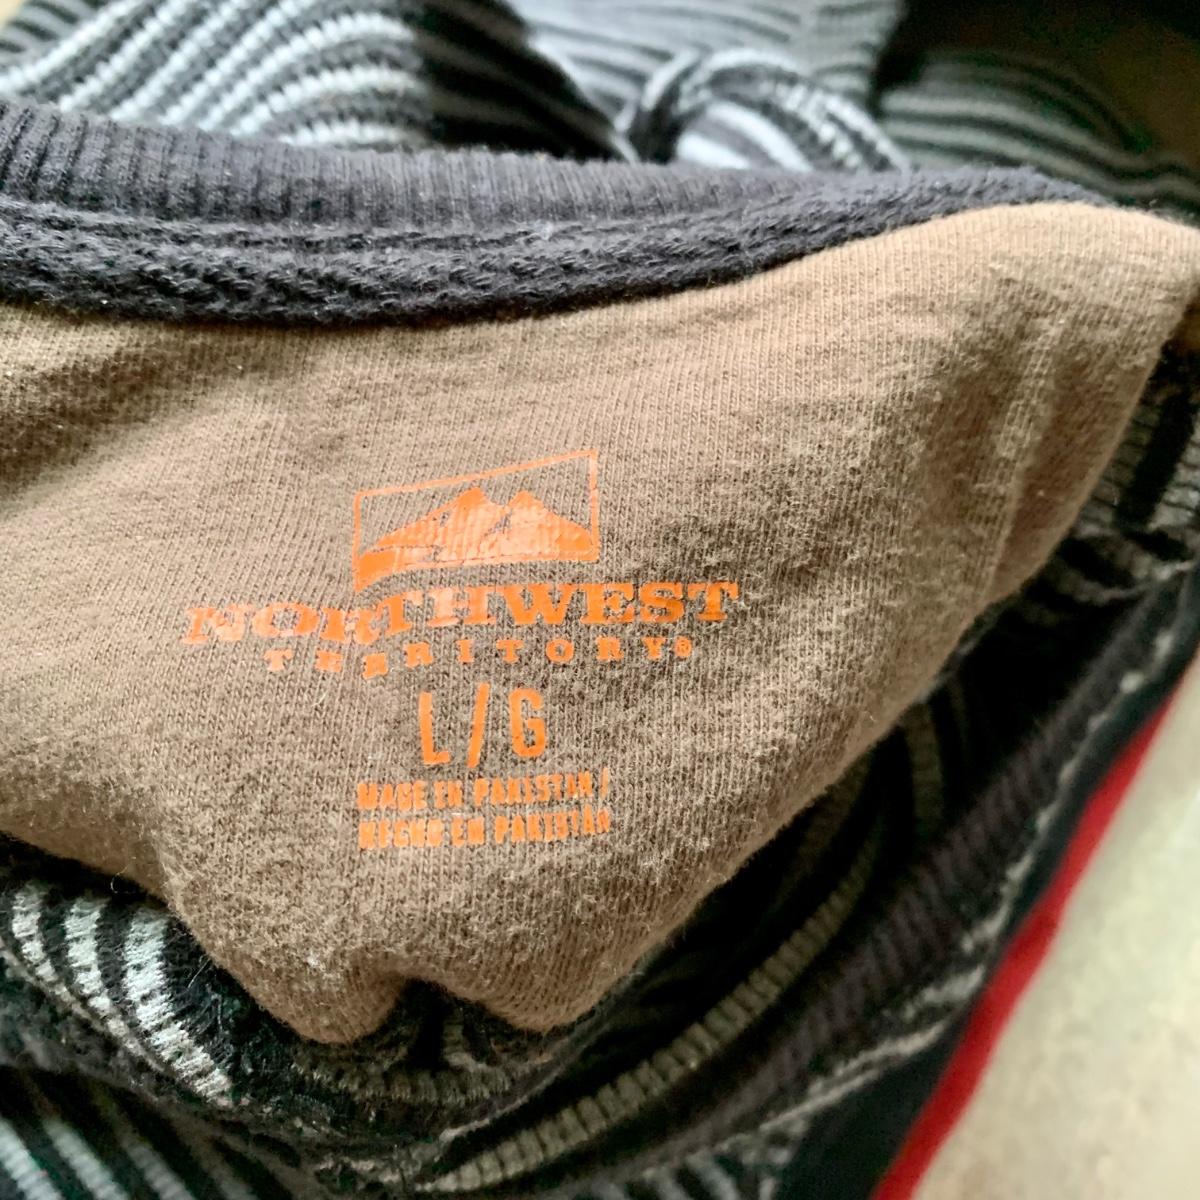 NORTHWEST
TERRITORY®
L/G
MADE IN PAKISTAN/
HECHO EN PAKISTÁN